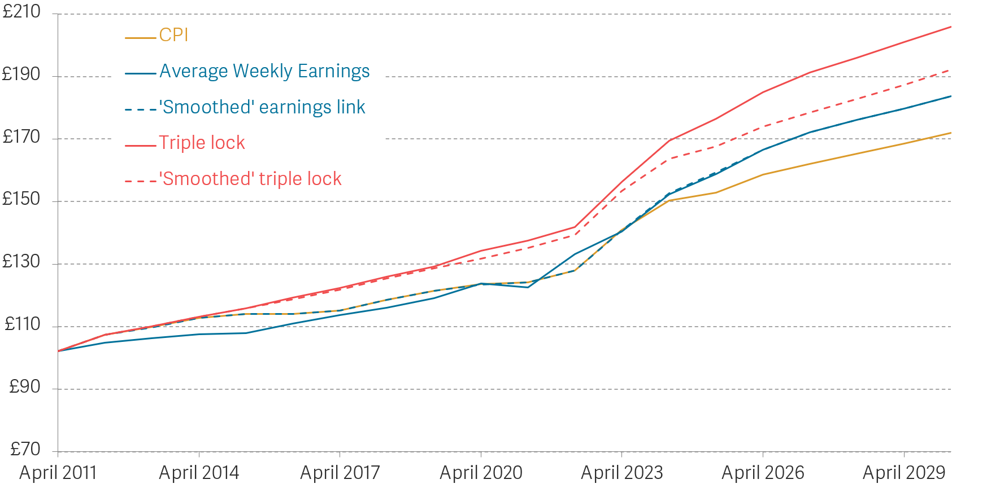 £210
£190
£170
£150
£130
£110
£90
£70
CPI
Average Weekly Earnings
'Smoothed' earnings link
Triple lock
'Smoothed' triple lock
April 2011 April 2014 April 2017 April 2020 April 2023 April 2026 April 2029